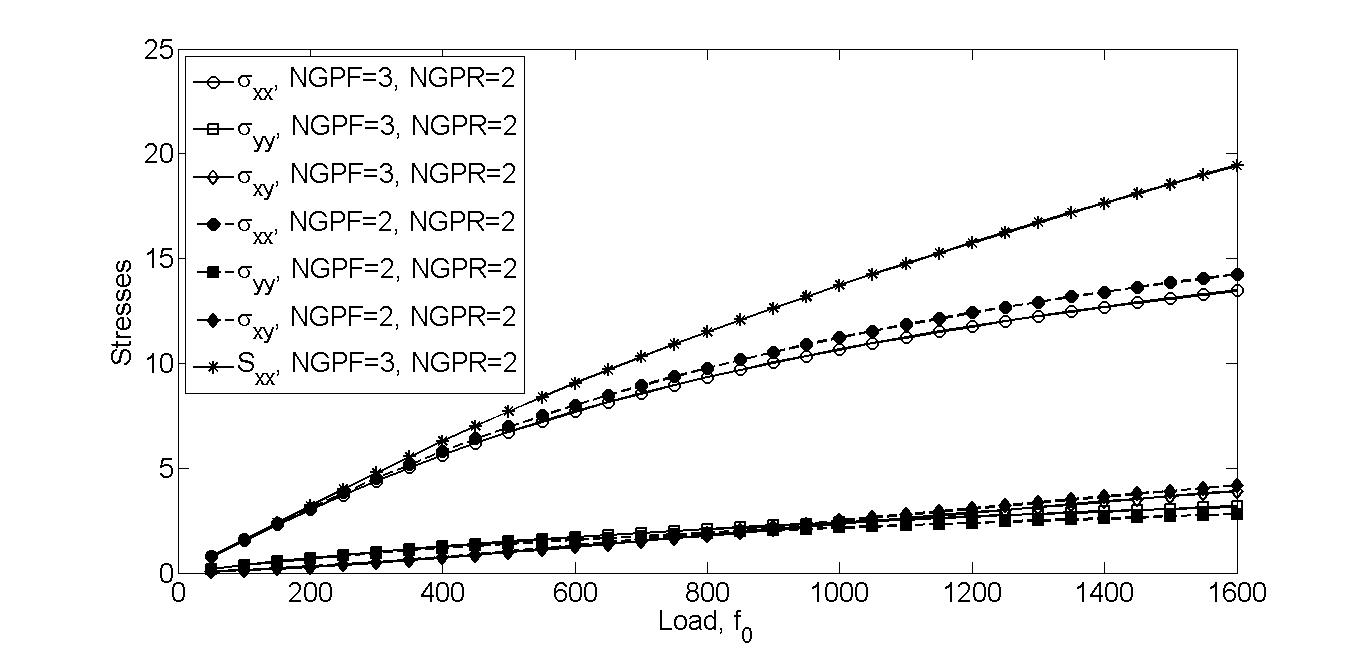 25
20
15
10
5
0
Stresses
σxx, NGPF=3, NGPR=2
σyy, NGPF=3, NGPR=2
σxy, NGPF=3, NGPR=2
σxx, NGPF=2, NGPR=2
σyy, NGPF=2, NGPR=2
σxy, NGPF=2, NGPR=2
Sxx, NGPF=3, NGPR=2
0 200 400 600 800 1000 1200 1400 1600
Load, f0